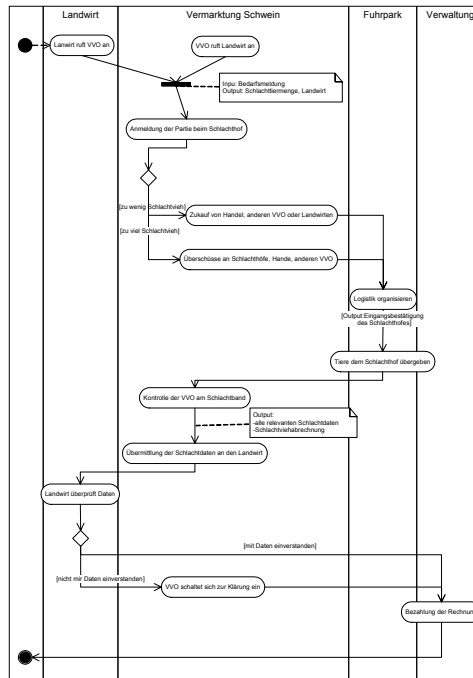 Landwirt
Vermarktung Schwein
Fuhrpark
Verwaltung
Lanwirt ruft VVO an
VVO ruft Landwirt an
Inpu: Bedarfsmeldung
Output: Schlachttiermenge, Landwirt
Anmeldung der Partie beim Schlachthof
[zu wenig Schlachtvieh]
Zukauf von Handel, anderen VVO oder Landwirten
[zu viel Schlachtvieh]
Überschüsse an Schlachthöfe, Hande, anderen VVO
Logistik organisieren
[Output:Eingangsbestätigung
des Schlachthofes]
Tiere dem Schlachthof übergeben
Kontrolle der VVO am Schlachtband
Output:
-alle relevanten Schlachtdaten
-Schlachtviehabrechnung
Übermittlung der Schlachtdaten an den Landwirt
Landwirt überprüft Daten
[mit Daten einverstanden]
[nicht mir Daten einverstanden]
VVO schaltet sich zur Klärung ein
Bezahlung der Rechnun